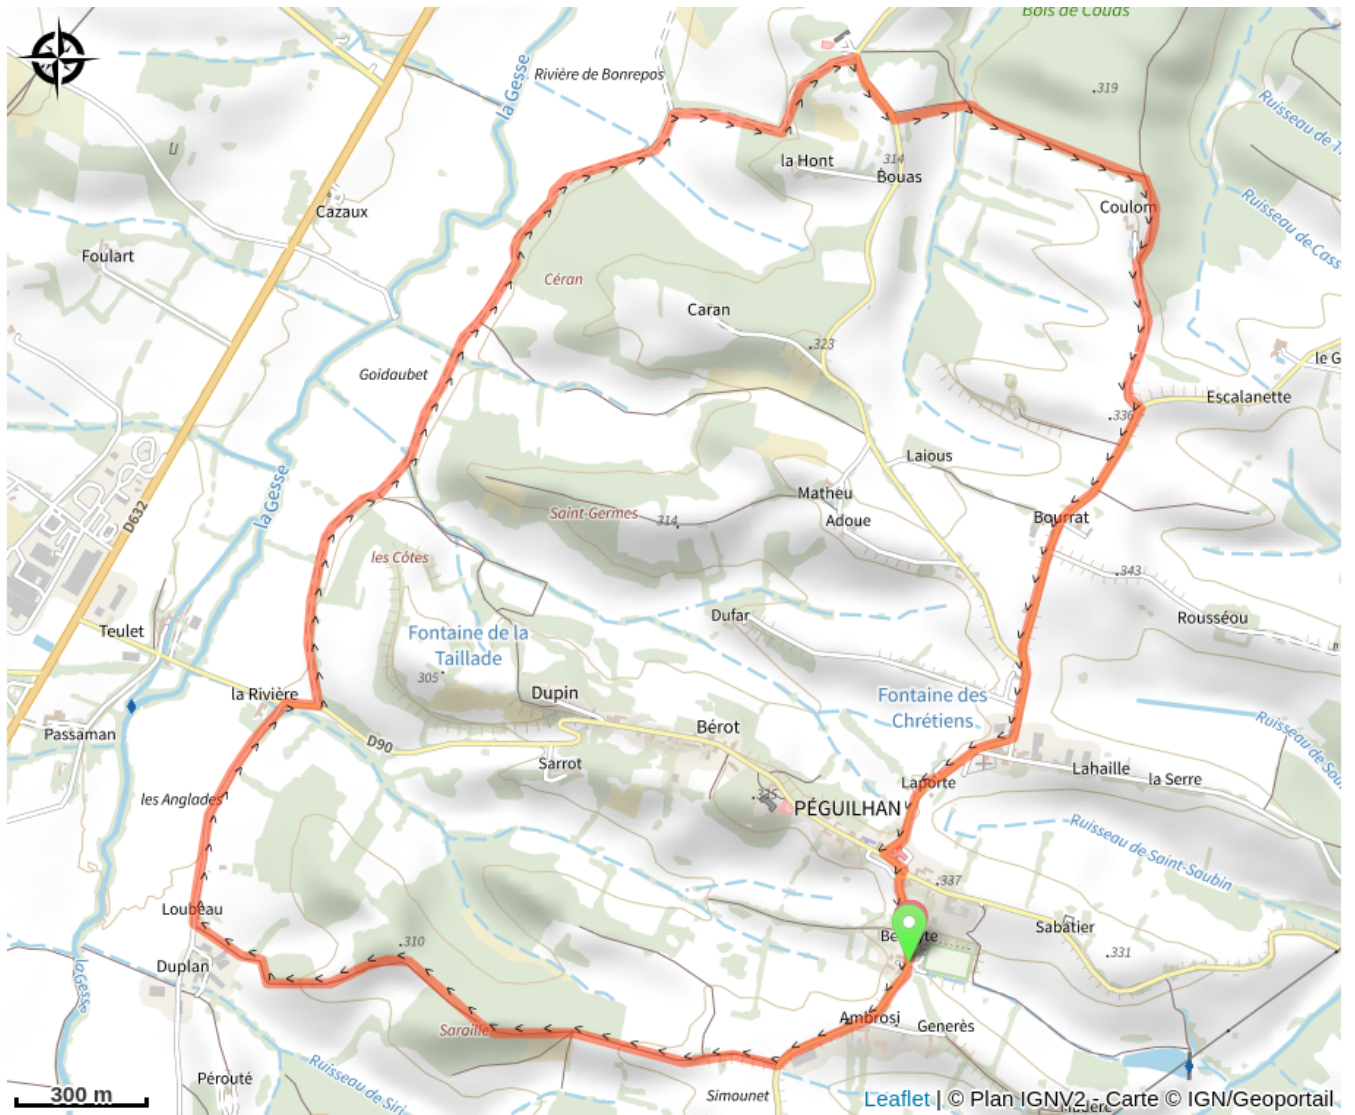 Bois de Couas
la Gesse
Rivière de Bonrepos
319
Ruisseau de
la Hont
314
Bouas
Cazaux
Coulom
Ruisseau de Cass
Foulart
Céran
Caran
323
le G
Goidaubet
Escalanette
336
Laious
la Gesse
D632
Matheu
Saint-Germes
314
Adoue
Bourrat
les Côtes
343
Dufar
Rousséou
Teulet
Fontaine de la
Taillade
305
la Rivière
Dupin
Fontaine des
Chrétiens
Passaman
D90
Bérot
Ruisseau de Sou
Sarrot
Lahaille
la Serre
Laporte
les Anglades
PÉGUILHAN
Ruisseau de Saint-Saubin
337
Loubeau
Sabatier
310
331
Duplan
la Gesse
Ambrosi
Generès
Saraille
Ruisseau de Siri
Pérouté
Simounet
300 m
Leaflet | © Plan IGNV2 - Carte © IGN/Geoportail